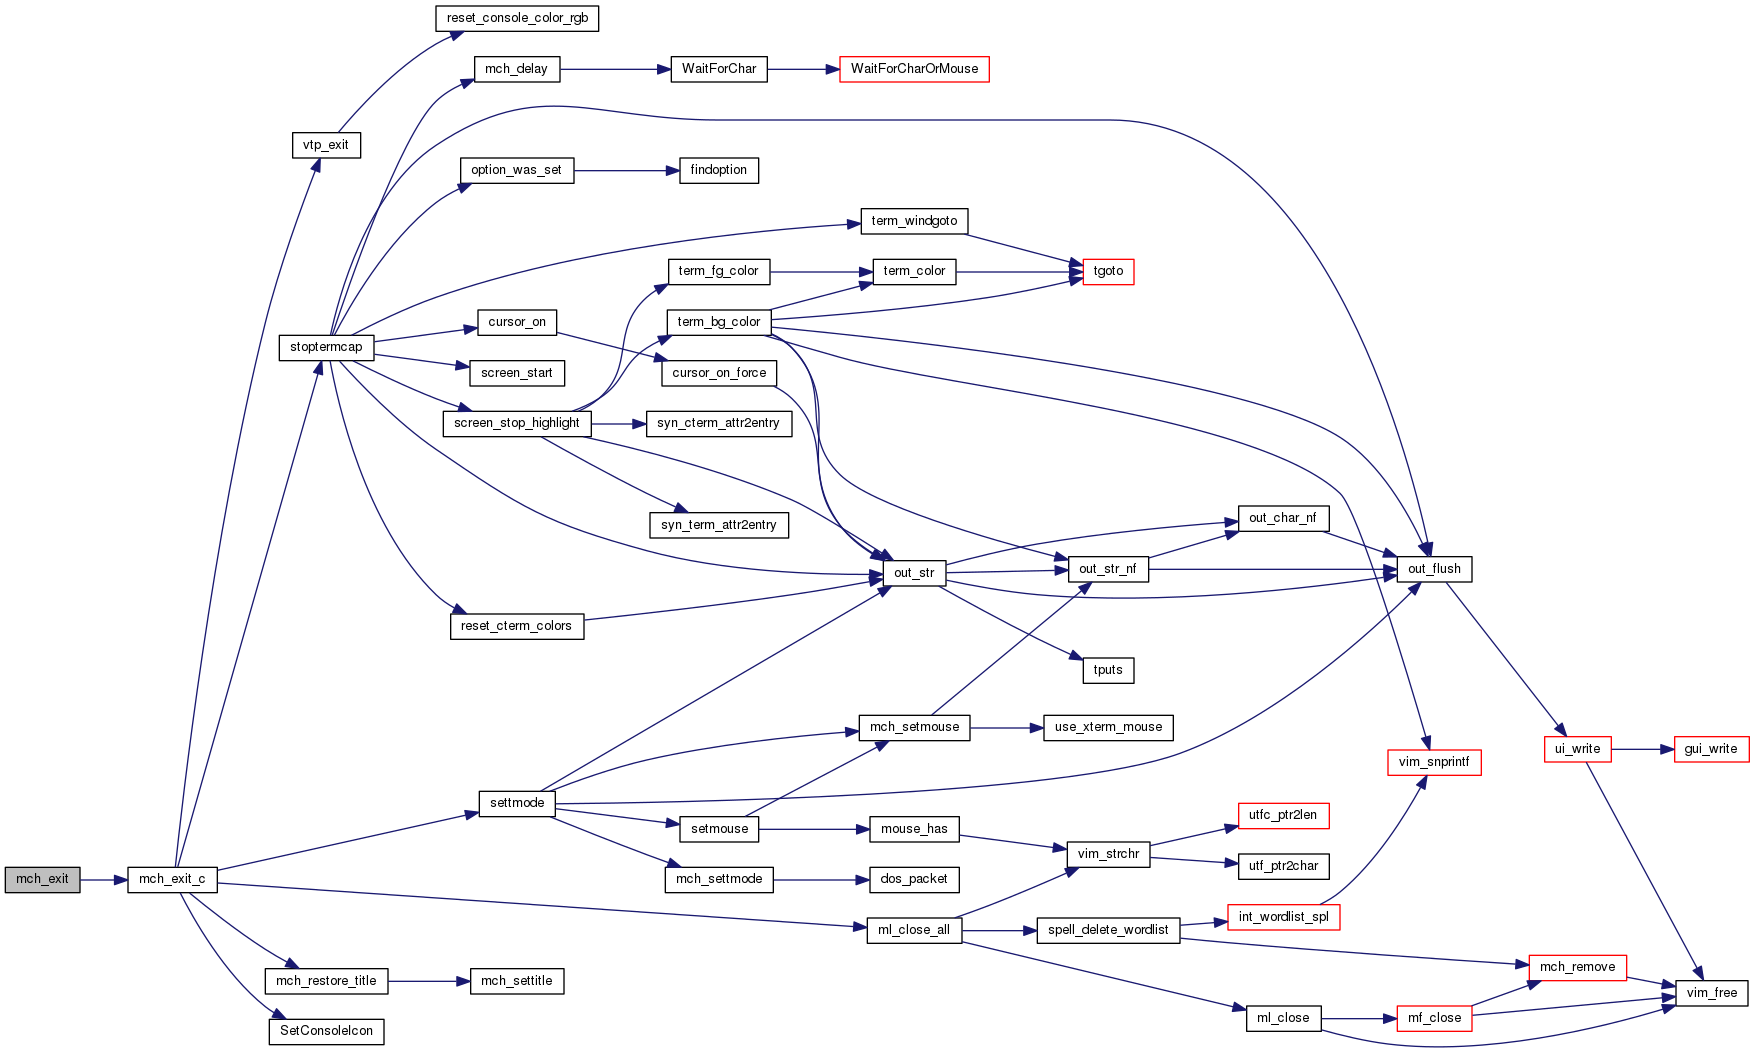 reset_console_color_rgb
mch_delay
WaitForChar
WaitForCharOrMouse
vtp_exit
option_was_set
findoption
term_windgoto
term_fg_color
term_color
tgoto
cursor_on
term_bg_color
stoptermcap
screen_start
cursor_on_force
screen_stop_highlight
syn_cterm_attr2entry
syn_term_attr2entry
out_char_nf
out_str
out_str_nf
out_flush
reset_cterm_colors
tputs
mch_setmouse
use_xterm_mouse
ui_write
gui_write
vim_snprintf
settmode
setmouse
mouse_has
utfc_ptr2len
vim_strchr
utf_ptr2char
mch_exit
mch_exit_c
mch_settmode
dos_packet
int_wordlist_spl
ml_close_all
spell_delete_wordlist
mch_remove
mch_restore_title
mch_settitle
vim_free
ml_close
mf_close
SetConsoleIcon